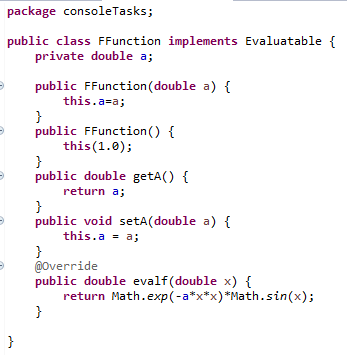 package consoleTasks;
public class FFunction implements Evaluatable {
private double a;
public FFunction(double a) {
this.a=a;
}
public FFunction() {
this(1.0);
}
public double getA() {
return a;
}
public void setA(double a) {
this.a = a;
}
@Override
public double evalf(double x) {
return Math.exp(-a*x*x)*Math.sin(x);
}
}